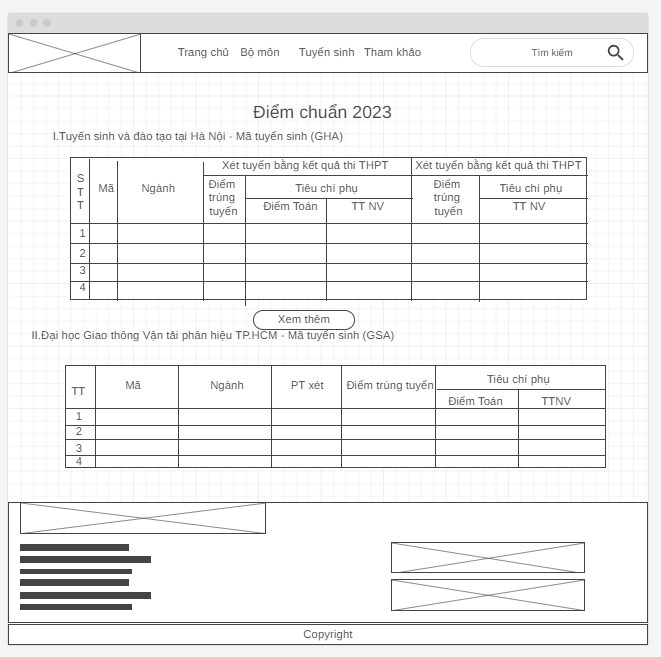 Trang chủ Bộ môn Tuyển sinh Tham khảo Tìm kiếm
Điểm chuẩn 2023
I.Tuyển sinh và đào tạo tại Hà Nội - Mã tuyển sinh (GHA)
Xét tuyển bằng kết quả thi THPT Xét tuyển bằng kết quả thi THPT
S T T Mã Ngành Điểm trúng tuyển Tiêu chí phụ Điểm trúng tuyển Tiêu chí phụ
Điểm Toán TT NV TT NV
1
2
3
4
Xem thêm
II.Đại học Giao thông Vận tải phân hiệu TP.HCM - Mã tuyển sinh (GSA)
TT Mã Ngành PT xét Điểm trúng tuyển Tiêu chí phụ
Điểm Toán TTNV
1
2
3
4
Copyright